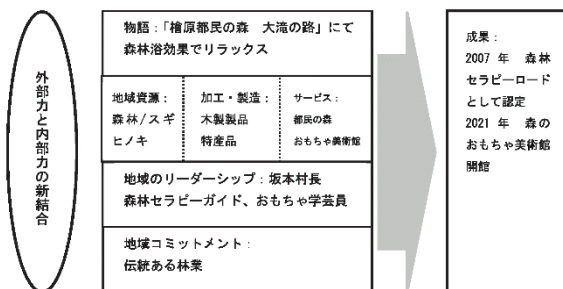 外部力と内部力の新結合
物語：「檜原都民の森　大滝の路」にて
森林浴効果でリラックス
地域資源：
森林/スギ
ヒノキ
加工・製造：
木製製品
特産品
サービス：
都民の森
おもちゃ美術館
地域のリーダーシップ：坂本村長
森林セラピーガイド、おもちゃ学芸員
地域コミットメント：
伝統ある林業
成果：
2007 年　森林
セラピーロード
として認定
2021 年　森の
おもちゃ美術館
開館